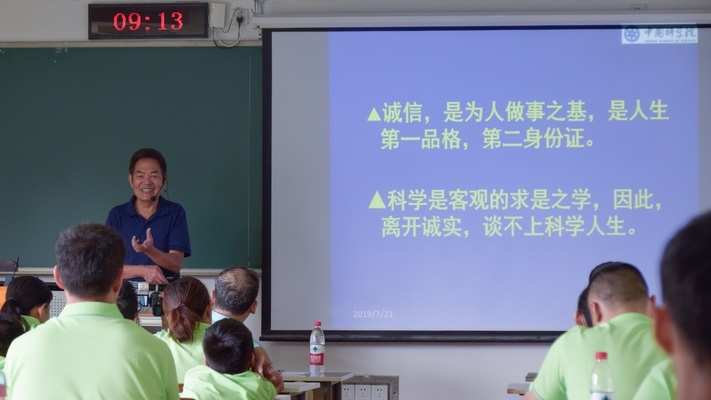 09:13
中国科学院
▲诚信，是为人做事之基，是人生
第一品格，第二身份证。
▲科学是客观的求是之学，因此，
离开诚实，谈不上科学人生。
2019/7/21